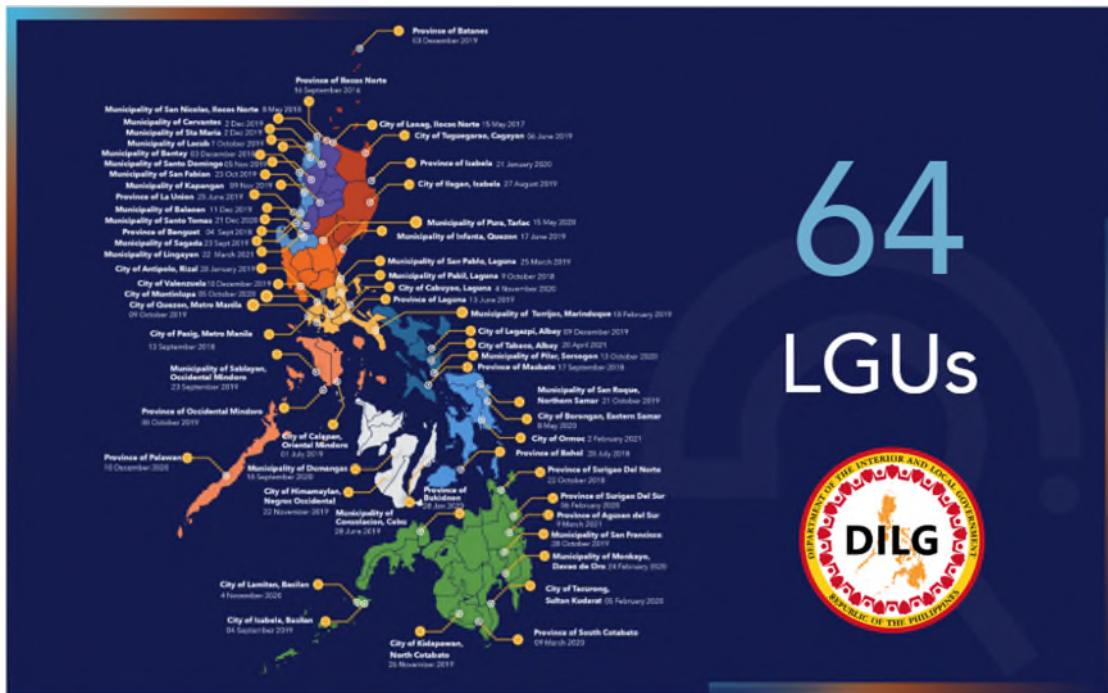 Province of Batanes
03 December 2019
Province of Ilocos Norte
16 September 2016
Municipality of San Nicolas, Ilocos Norte 8 May 2018
Municipality of Cervantes 2 Dec 2019
Municipality of Sta Maria 2 Dec 2019
Municipality of Lacub 1 October 2019
Municipality of Bantay 03 December 2018
Municipality of Santo Domingo 05 Nov 2019
Municipality of San Fabian 23 Oct 2019
Municipality of Kapangan 09 Nov 2019
Province of La Union 25 June 2019
Municipality of Balaoan 11 Dec 2019
Municipality of Santo Tomas 21 Dec 2020
Province of Benguet 04 Sept 2018
Municipality of Sagada 23 Sept 2019
Municipality of Lingayen 22 March 2021
City of Antipolo, Rizal 28 January 2019
City of Valenzuela 10 December 2019
City of Muntinlupa 05 October 2020
City of Quezon, Metro Manila
09 October 2019
City of Pasig, Metro Manila
13 September 2018
Municipality of Sablayan,
Occidental Mindoro
23 September 2019
Province of Occidental Mindoro
October 2019
City of Calapan,
Oriental Mindoro
01 July 2019
Province of Palawan
10 December 2020
Municipality of Dumangas
18 September 2020
City of Himamaylan,
Negros Occidental
22 November 2019
Municipality of
Consolacion, Cebu
28 June 2019
Province of
Bukidnon
28 Jan
City of Laoag, Ilocos Norte 15 May 2017
City of Tuguegarao, Cagayan 06 June 2019
Province of Isabela 21 January 2020
City of Ilagan, Isabela 27 August 2019
Municipality of Pura, Tarlac 15 May 2020
Municipality of Infanta, Quezon 17 June 2019
Municipality of San Pablo, Laguna 25 March 2019
Municipality of Pakil, Laguna 9 October 2018
City of Cabuyao, Laguna 4 November 2020
Province of Laguna 13 June 2019
Municipality of Torrijos, Marinduque 18 February 2019
City of Legazpi, Albay 09 December 2019
City of Tabaco, Albay 20 April 2021
Municipality of Pilar, Sorsogon 13 October 2020
Province of Masbate 17 September 2018
Municipality of San Roque,
Northern Samar 21 October 2019
City of Borongan, Eastern Samar
8 May 2020
City of Ormoc 2 February 2021
Province of Bohol 28 July 2018
Province of Surigao Del Norte
22 October 2018
Province of Surigao Del Sur
06 February 2020
Province of Agusan del Sur
9 March 2021
Municipality of San Francisco
28 October 2019
Municipality of Monkayo,
Davao de Oro 24 February 2020
City of Tacurong,
Sultan Kudarat 05 February 2020
Province of South Cotabato
09 March 2020
City of Kidapawan,
North Cotabato
26 November 2019
City of Lamitan, Basilan
4 November 2020
City of Isabela, Basilan
04 September 2019
64
LGUs
DEPARTMENT OF THE INTERIOR AND LOCAL GOVERNMENT
DILG
REPUBLIC OF THE PHILIPPINES